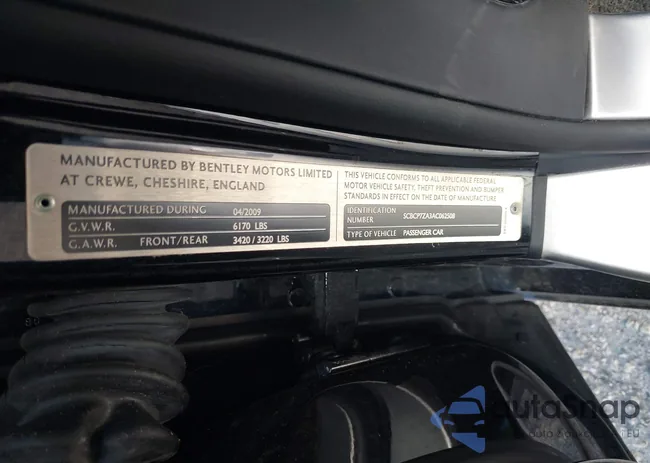 MANUFACTURED BY BENTLEY MOTORS LIMITED
AT CREWE, CHESHIRE, ENGLAND
MANUFACTURED DURING 04/2009
G.V.W.R. 6170 LBS
G.A.W.R. FRONT/REAR 3420 / 3220 LBS
THIS VEHICLE CONFORMS TO ALL APPLICABLE FEDERAL
MOTOR VEHICLE SAFETY, THEFT PREVENTION AND BUMPER
STANDARDS IN EFFECT ON THE DATE OF MANUFACTURE
IDENTIFICATION
NUMBER SCBCP7ZA3AC062508
TYPE OF VEHICLE PASSENGER CAR
autoSnap